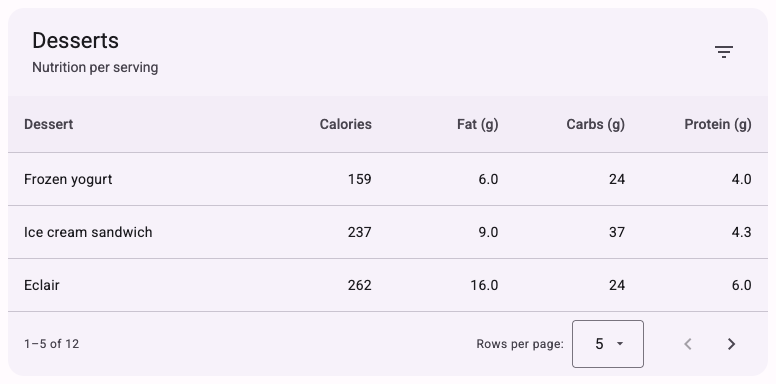 Desserts
Nutrition per serving
Dessert Calories Fat (g) Carbs (g) Protein (g)
Frozen yogurt 159 6.0 24 4.0
Ice cream sandwich 237 9.0 37 4.3
Eclair 262 16.0 24 6.0
1–5 of 12 Rows per page: 5